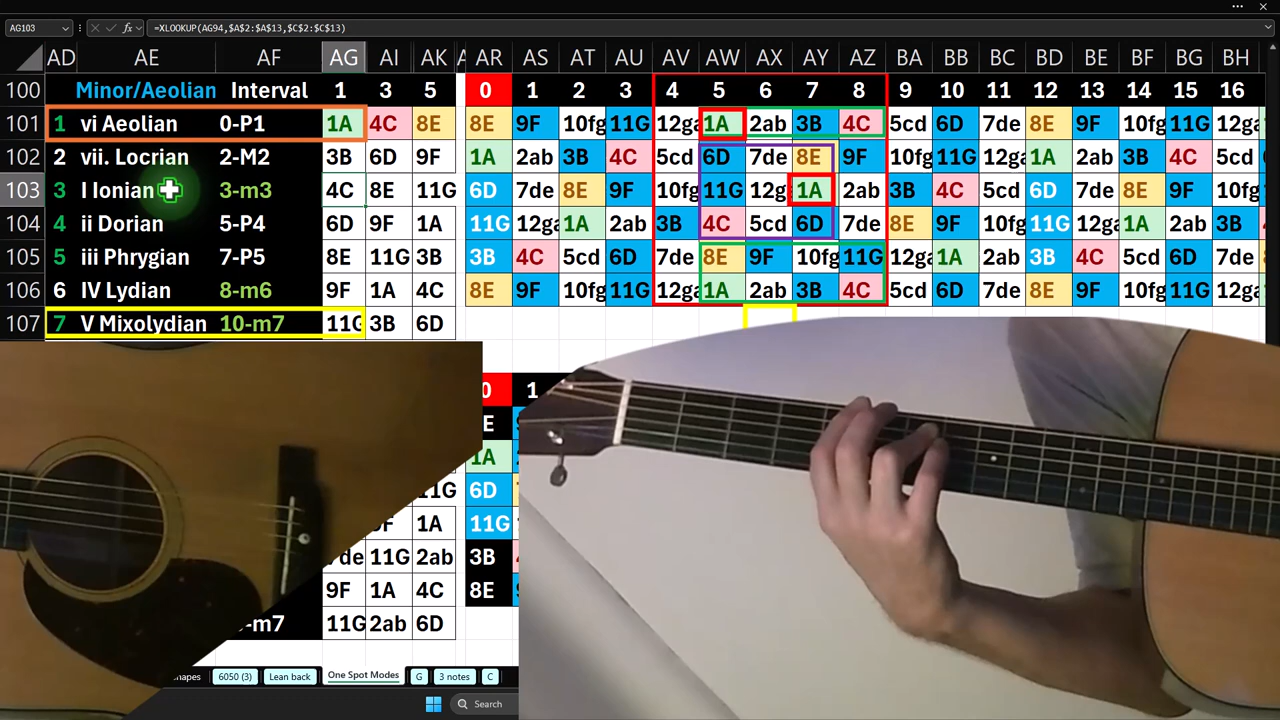 AG103 fx =XLOOKUP(AG94,$A$2:$A$13,$C$2:$C$13)
AD AE AF AG AI AK AR AS AT AU AV AW AX AY AZ BA BB BC BD BE BF BG BH
100 Minor/Aeolian Interval 1 3 5 0 1 2 3 4 5 6 7 8 9 10 11 12 13 14 15 16
101 1 vi Aeolian 0-P1 1A 4C 8E 8E 9F 10fg 11G 12ga 1A 2ab 3B 4C 5cd 6D 7de 8E 9F 10fg 11G 12ga
102 2 vii. Locrian 2-M2 3B 6D 9F 1A 2ab 3B 4C 5cd 6D 7de 8E 9F 10fg 11G 12ga 1A 2ab 3B 4C 5cd
103 3 I Ionian 3-m3 4C 8E 11G 6D 7de 8E 9F 10fg 11G 12g 1A 2ab 3B 4C 5cd 6D 7de 8E 9F 10fg
104 4 ii Dorian 5-P4 6D 9F 1A 11G 12ga 1A 2ab 3B 4C 5cd 6D 7de 8E 9F 10fg 11G 12ga 1A 2ab 3B
105 5 iii Phrygian 7-P5 8E 11G 3B 3B 4C 5cd 6D 7de 8E 9F 10fg 11G 12ga 1A 2ab 3B 4C 5cd 6D 7de
106 6 IV Lydian 8-m6 9F 1A 4C 8E 9F 10fg 11G 12ga 1A 2ab 3B 4C 5cd 6D 7de 8E 9F 10fg 11G 12ga
107 7 V Mixolydian 10-m7 11G 3B 6D
0 1
E
1A
11G 6D
9F 1A 11G
7de 11G 2ab 3B
9F 1A 4C 8E
-m7 11G 2ab 6D
6050 (3) Lean back One Spot Modes G 3 notes C
Search